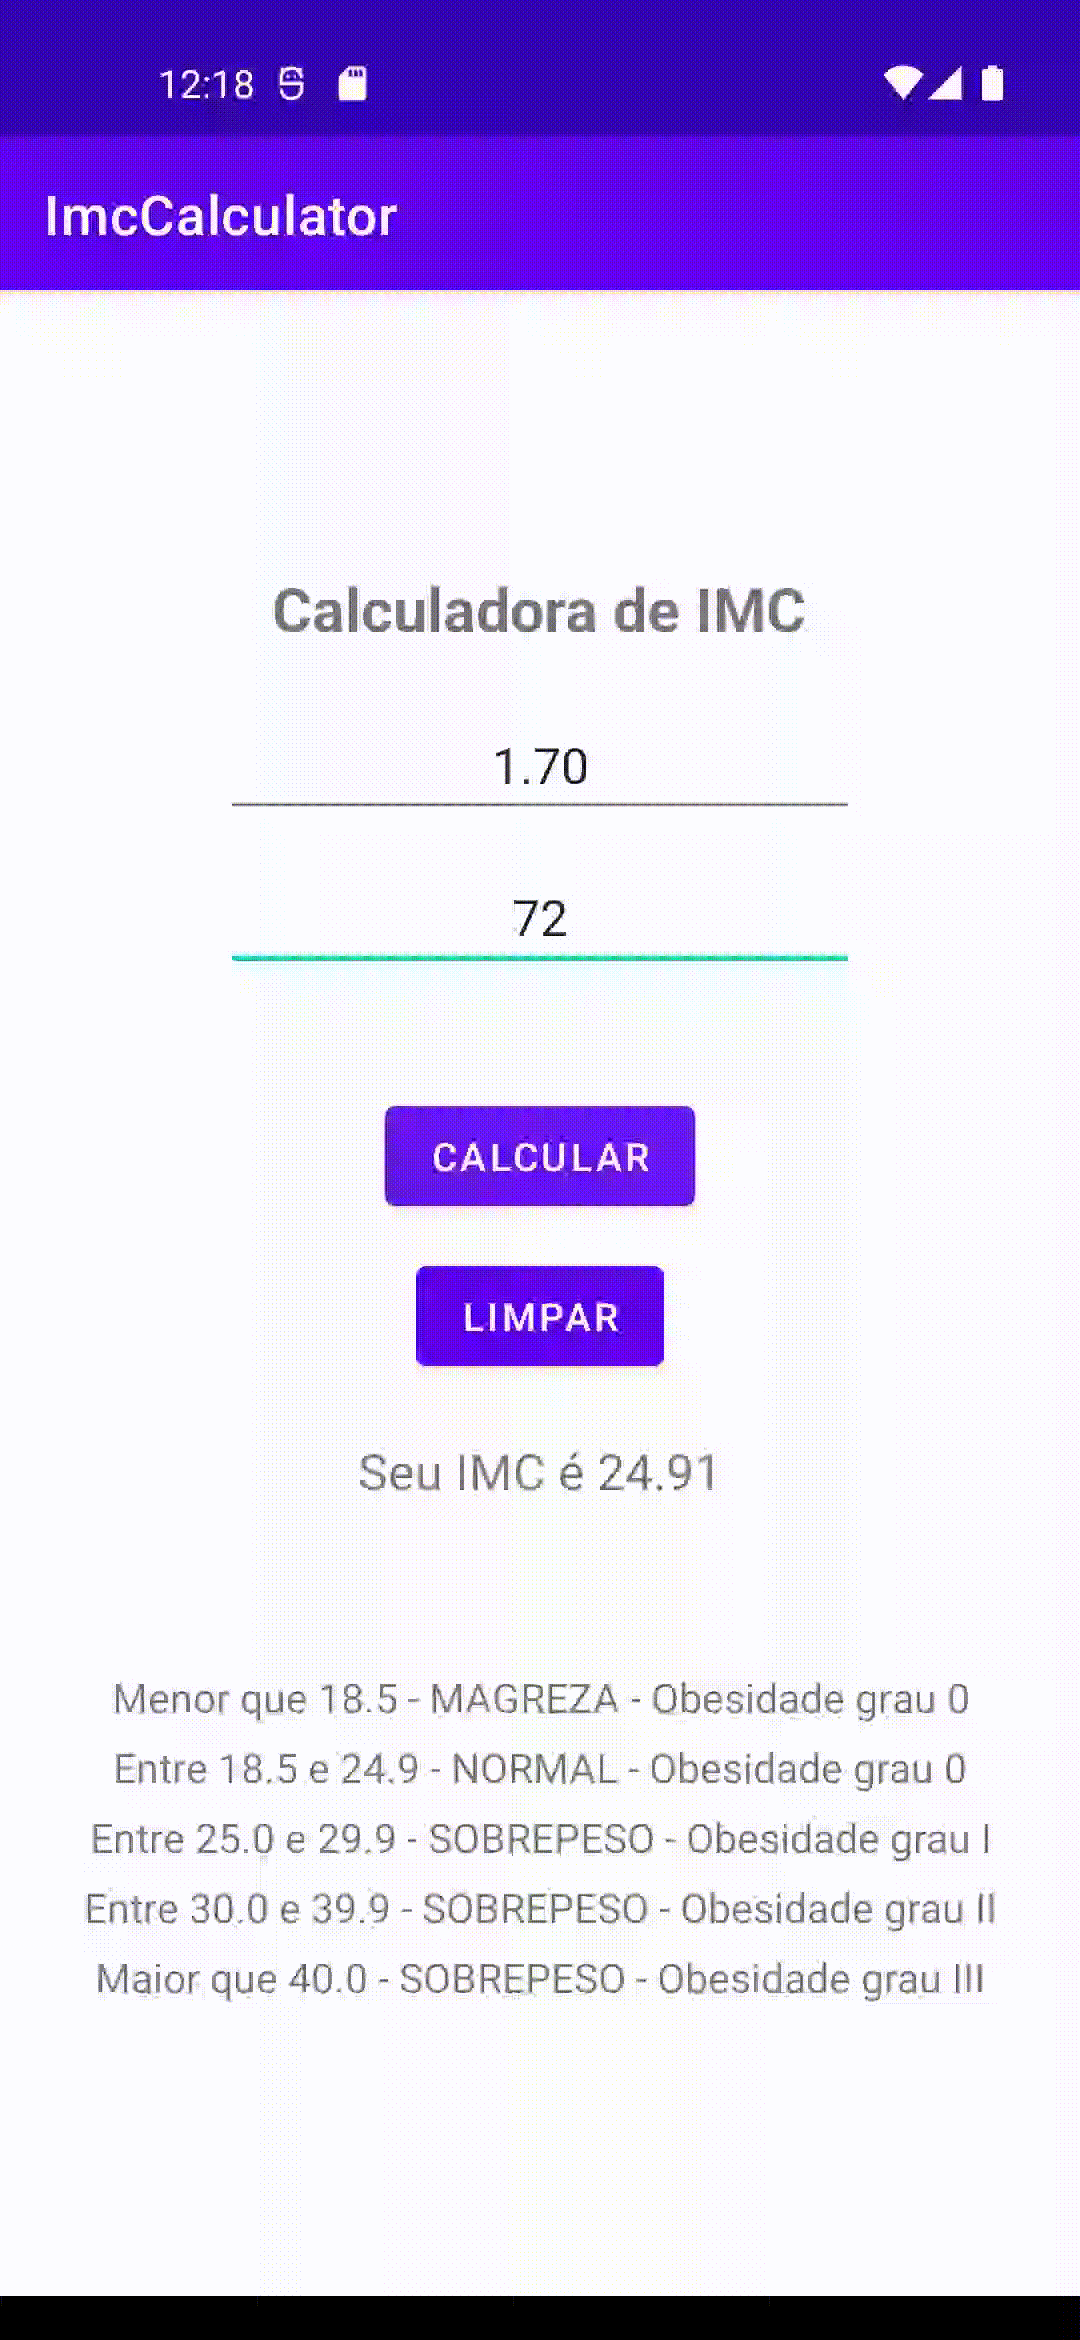 12:18
ImcCalculator
Calculadora de IMC
1.70
72
CALCULAR
LIMPAR
Seu IMC é 24.91
Menor que 18.5 - MAGREZA - Obesidade grau 0
Entre 18.5 e 24.9 - NORMAL - Obesidade grau 0
Entre 25.0 e 29.9 - SOBREPESO - Obesidade grau I
Entre 30.0 e 39.9 - SOBREPESO - Obesidade grau II
Maior que 40.0 - SOBREPESO - Obesidade grau III